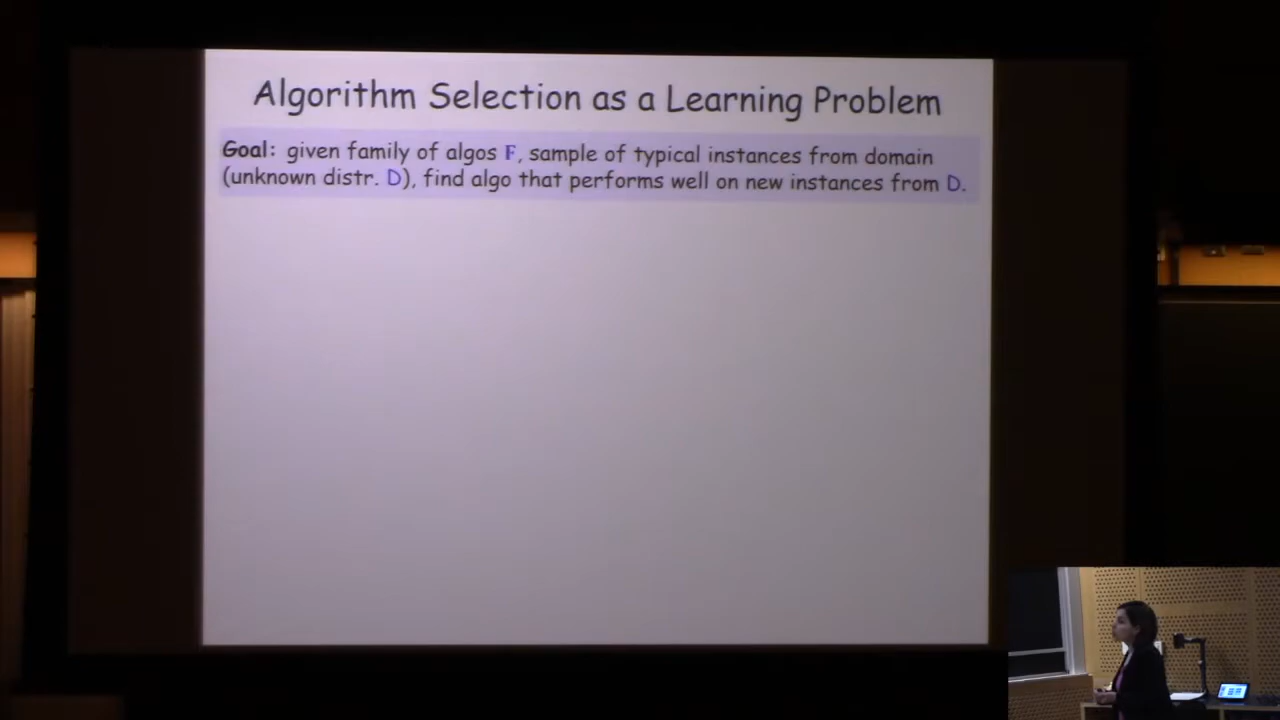 Algorithm Selection as a Learning Problem
Goal: given family of algos F, sample of typical instances from domain
(unknown distr. D), find algo that performs well on new instances from D.